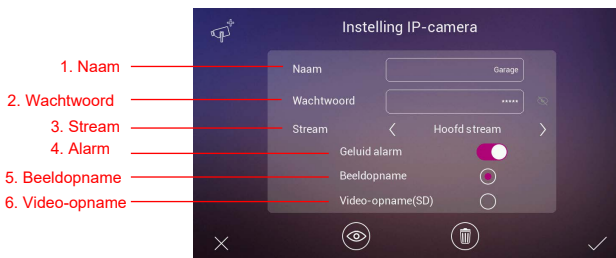 Instelling IP-camera
1. Naam
Naam
Garage
2. Wachtwoord
Wachtwoord
*****
3. Stream
Stream
Hoofd stream
4. Alarm
Geluid alarm
5. Beeldopname
Beeldopname
6. Video-opname
Video-opname(SD)